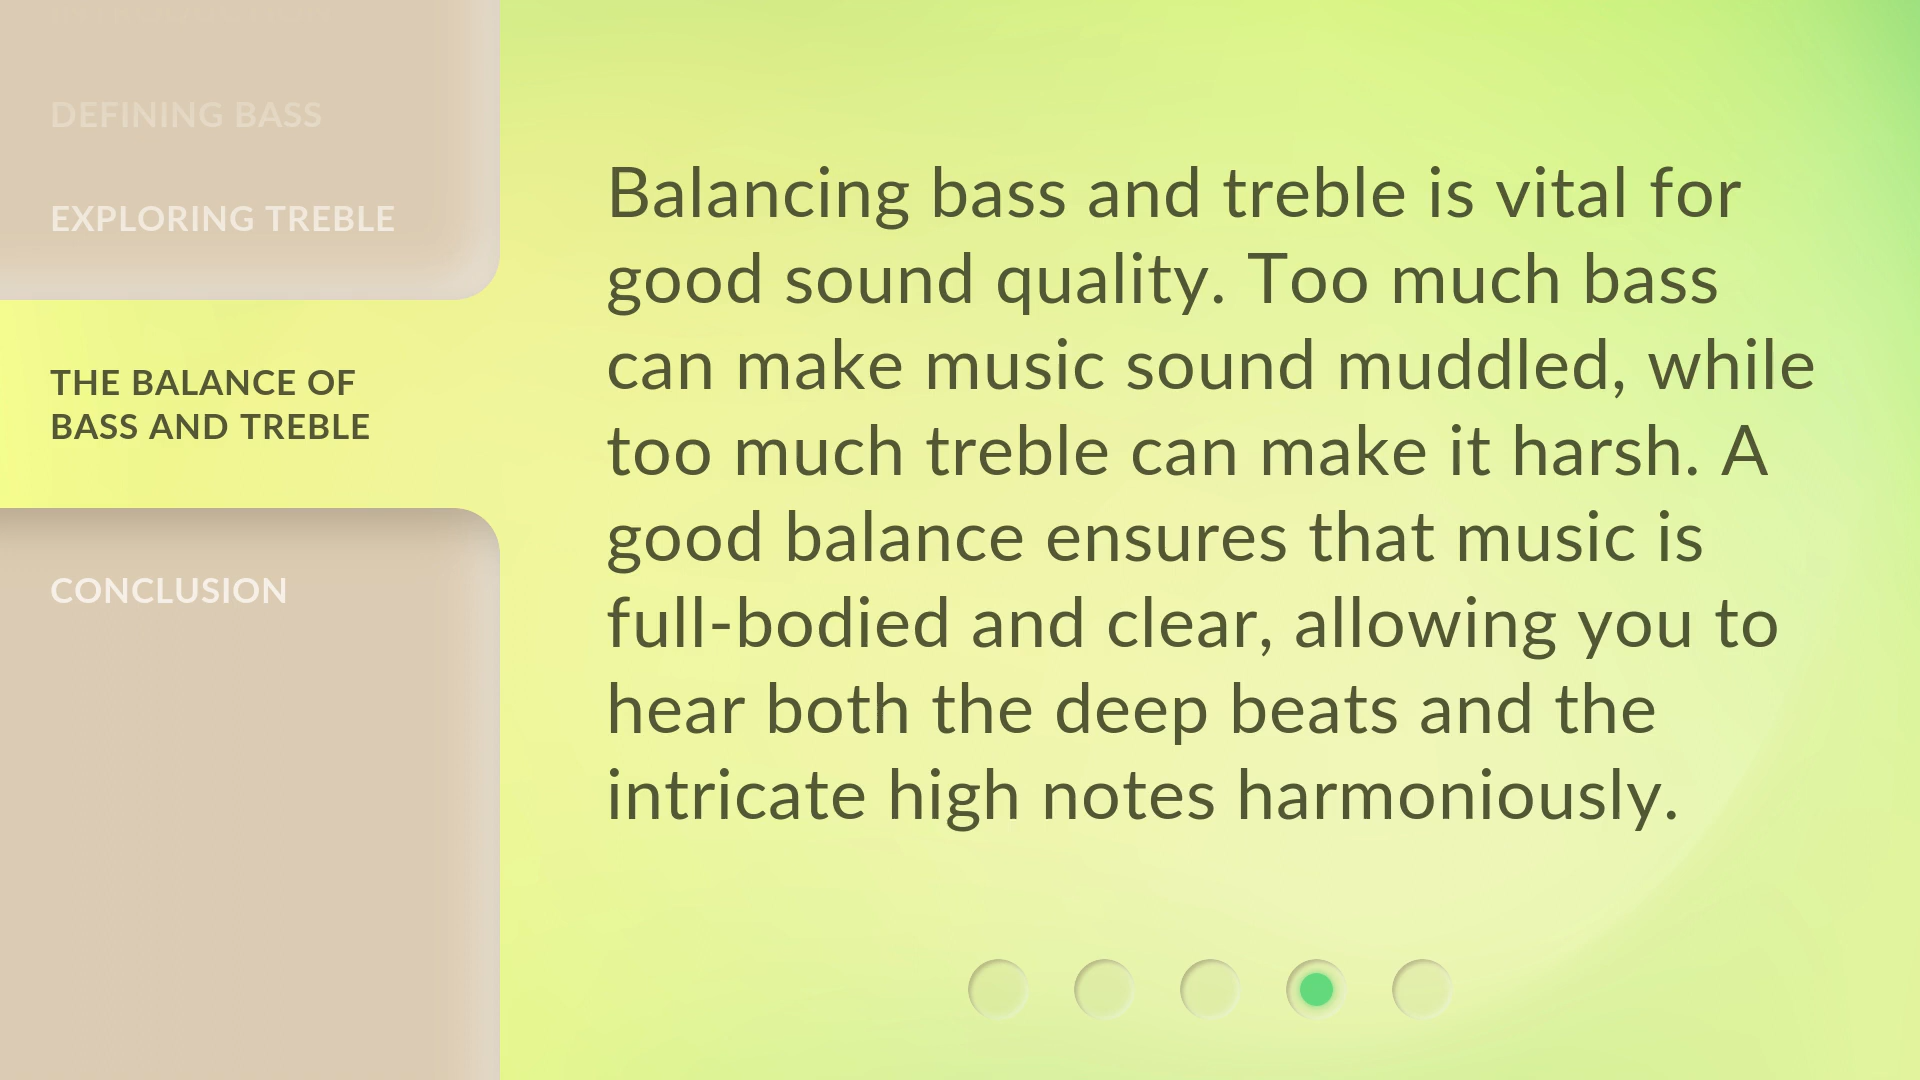 DEFINING BASS
EXPLORING TREBLE
THE BALANCE OF
BASS AND TREBLE
CONCLUSION
Balancing bass and treble is vital for
good sound quality. Too much bass
can make music sound muddled, while
too much treble can make it harsh. A
good balance ensures that music is
full-bodied and clear, allowing you to
hear both the deep beats and the
intricate high notes harmoniously.